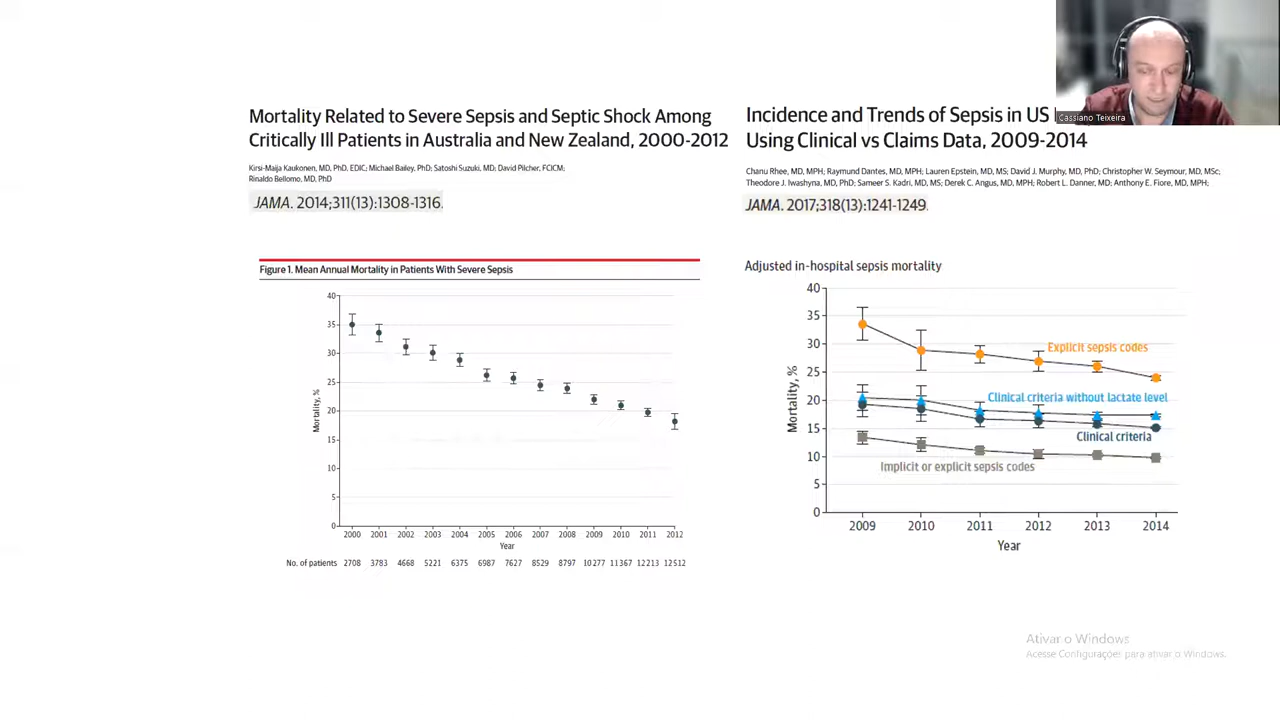 Cassiano Teixeira
Mortality Related to Severe Sepsis and Septic Shock Among
Critically Ill Patients in Australia and New Zealand, 2000-2012
Kirsi-Maija Kaukonen, MD, PhD, EDIC; Michael Bailey, PhD; Satoshi Suzuki, MD; David Pilcher, FCICM;
Rinaldo Bellomo, MD, PhD
JAMA. 2014;311(13):1308-1316.
Figure 1. Mean Annual Mortality in Patients With Severe Sepsis
Mortality, %
40
35
30
25
20
15
10
5
0
2000 2001 2002 2003 2004 2005 2006 2007 2008 2009 2010 2011 2012
Year
No. of patients 2708 3783 4668 5221 6375 6987 7627 8529 8797 10277 11367 12213 12512
Incidence and Trends of Sepsis in US
Using Clinical vs Claims Data, 2009-2014
Chanu Rhee, MD, MPH; Raymund Dantes, MD, MPH; Lauren Epstein, MD, MS; David J. Murphy, MD, PhD; Christopher W. Seymour, MD, MSc;
Theodore J. Iwashyna, MD, PhD; Sameer S. Kadri, MD, MS; Derek C. Angus, MD, MPH; Robert L. Danner, MD; Anthony E. Fiore, MD, MPH;
JAMA. 2017;318(13):1241-1249.
Adjusted in-hospital sepsis mortality
Mortality, %
40
35
30
25
20
15
10
5
0
Explicit sepsis codes
Clinical criteria without lactate level
Clinical criteria
Implicit or explicit sepsis codes
2009 2010 2011 2012 2013 2014
Year
Ativar o Windows
Acesse Configurações para ativar o Windows.